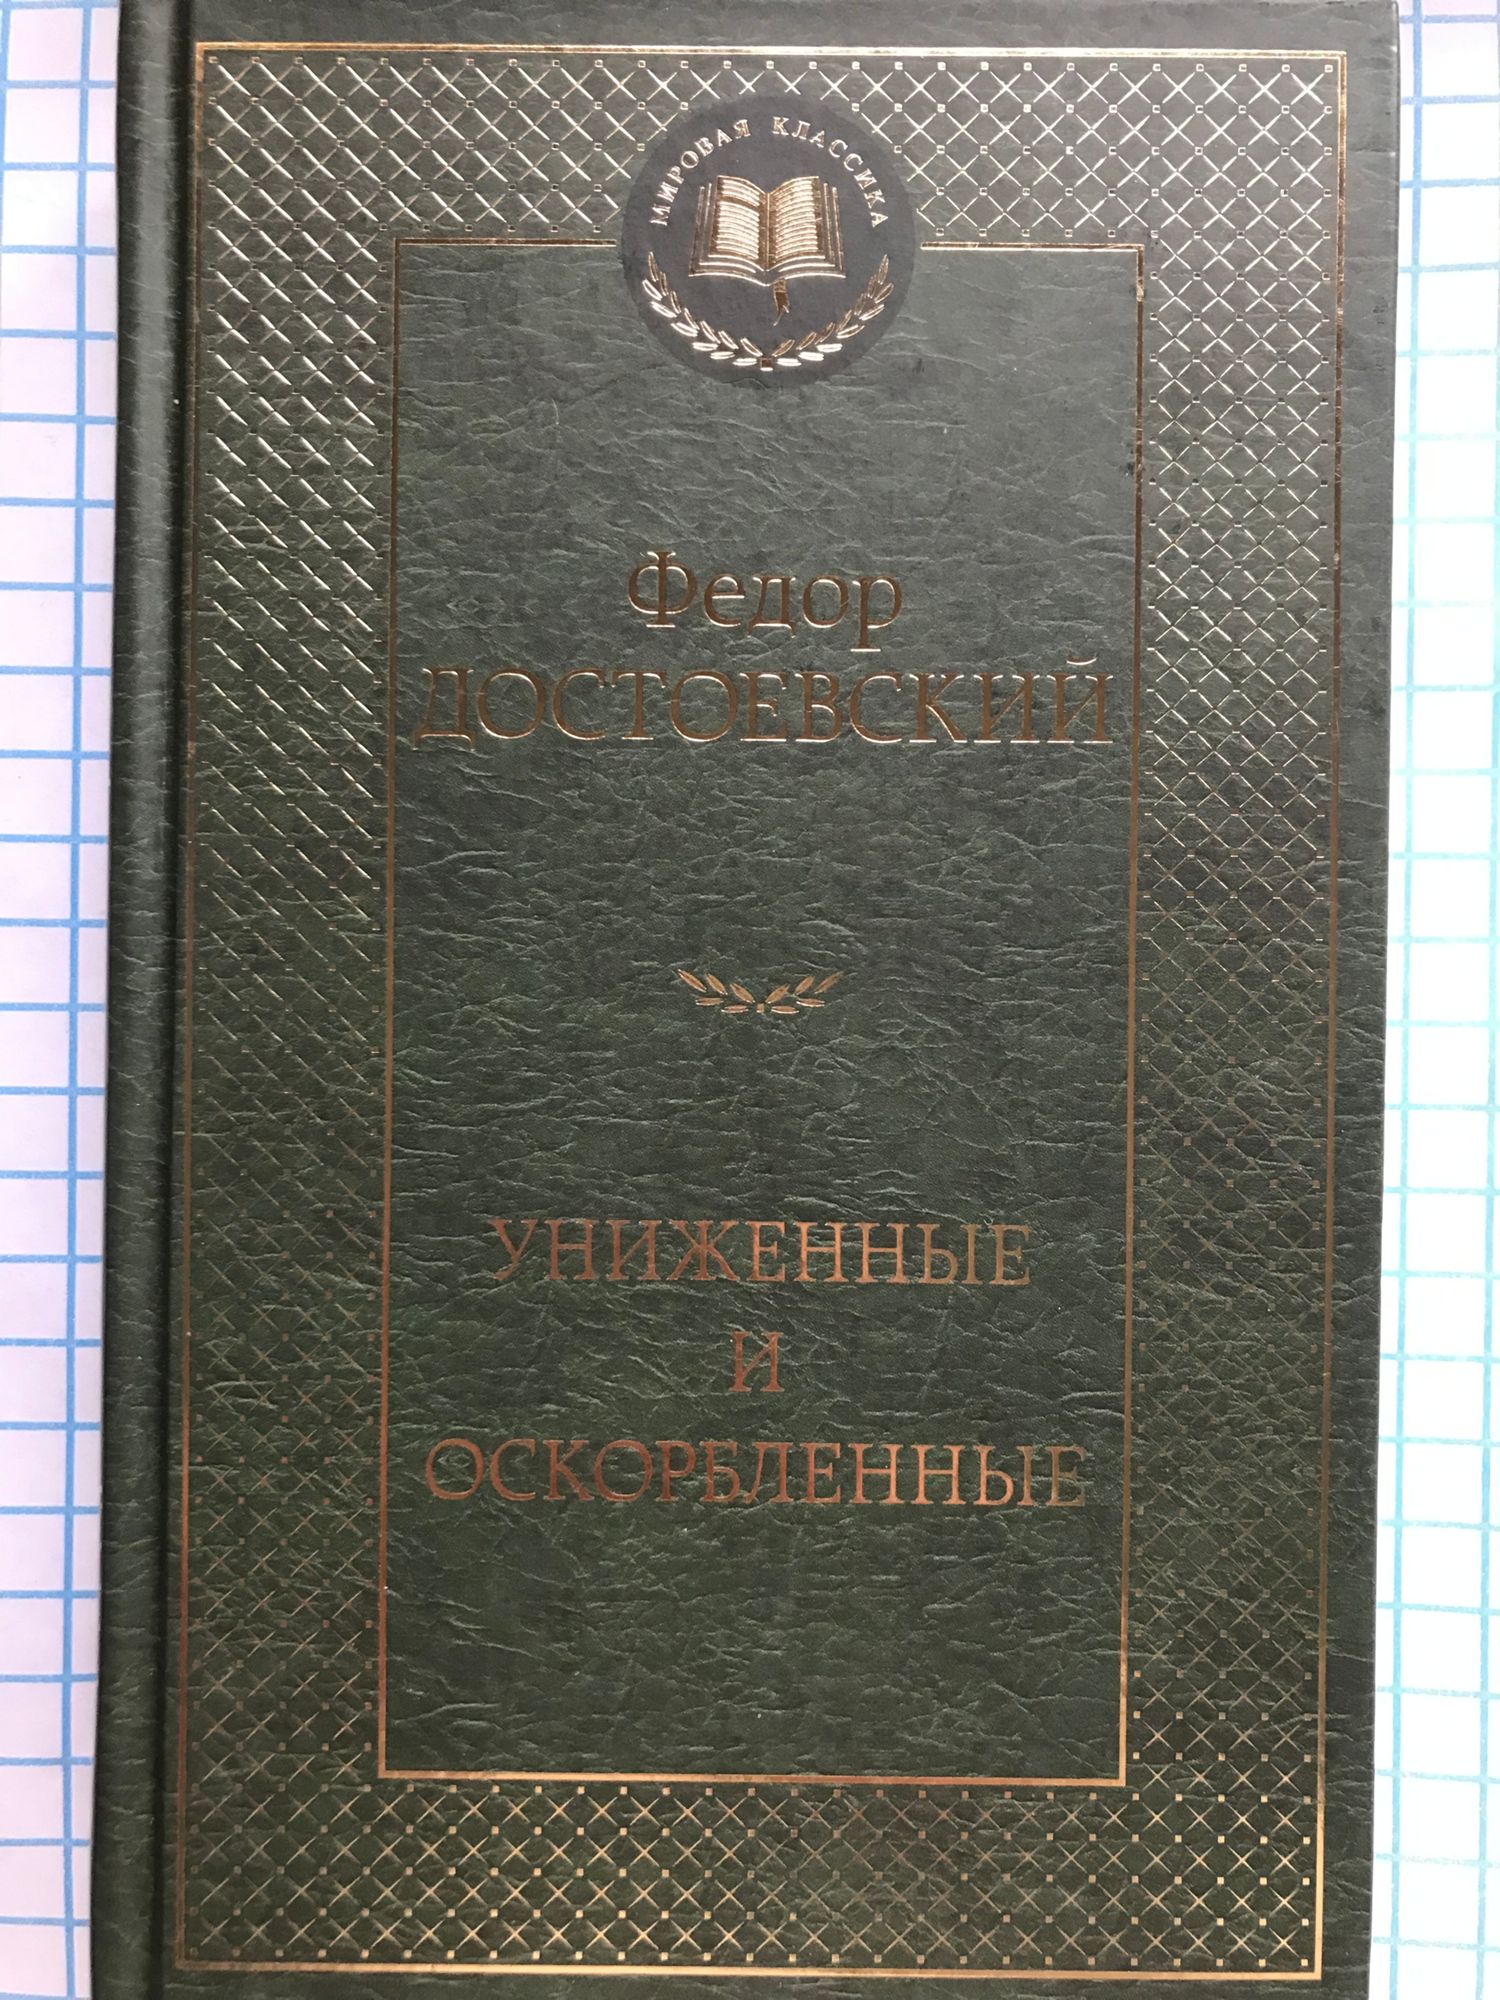 МИРОВАЯ КЛАССИКА
Федор
ДОСТОЕВСКИЙ
УНИЖЕННЫЕ
И
ОСКОРБЛЕННЫЕ